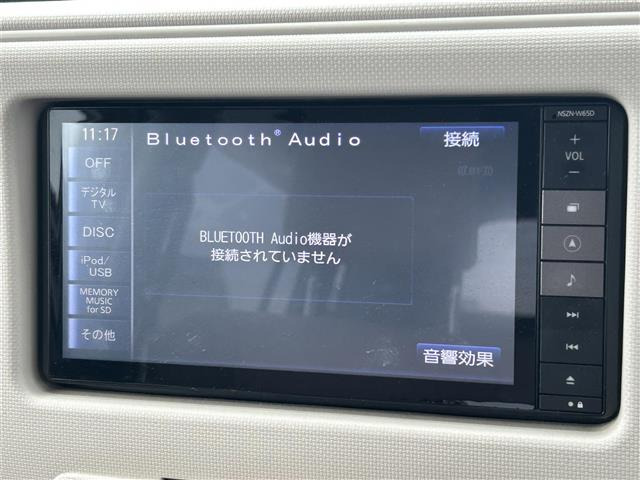 NSZN-W65D
11:17
Bluetooth® Audio
接続
OFF
デジタル
TV
DISC
iPod/
USB
MEMORY
MUSIC
for SD
その他
BLUETOOTH Audio機器が
接続されていません
音響効果
+
VOL
−